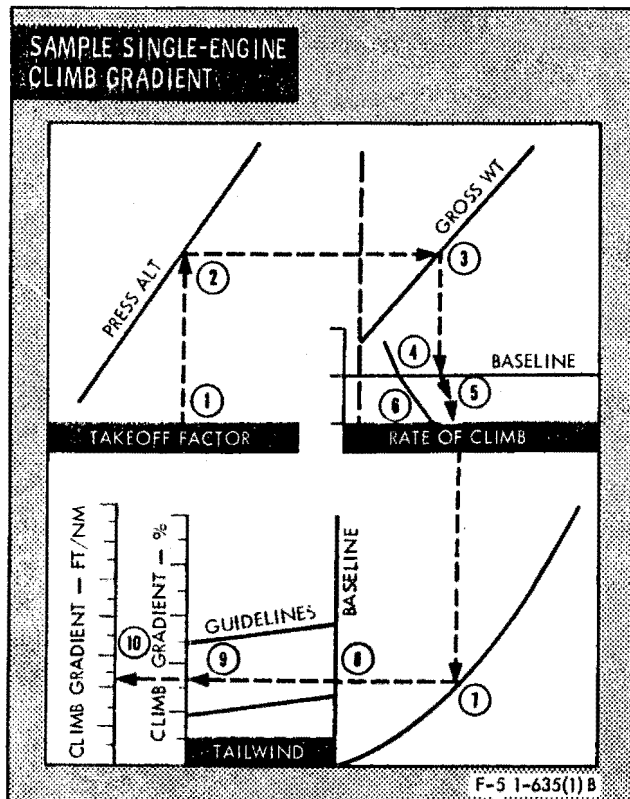 SAMPLE SINGLE-ENGINE
CLIMB GRADIENT
PRESS ALT
2
1
TAKEOFF FACTOR
GROSS WT
3
4
BASELINE
5
6
RATE OF CLIMB
CLIMB GRADIENT — FT/NM
10
CLIMB GRADIENT — %
GUIDELINES
9
BASELINE
8
7
TAILWIND
F-5 1-635(1) B